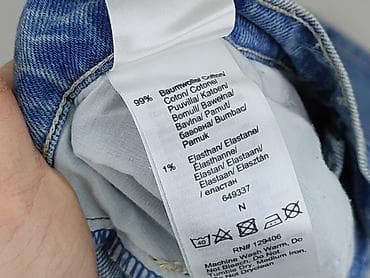 99% Baumwolle/ Cotton/
Coton/ Cotone/
Puuvilla/ Katoen/
Bomull/ Bawełna/
Bavlna/ Pamut/
бавовна/ Bumbac/
Pamuk
1% Elasthan/ Elastane/
Elasthanne/
Elastaan/ Elastaani/
Elastan/ Elasztán/
еластан
649337
N
40
RN# 129406
Machine Wash Warm, Do
Not Bleach, Do Not
Tumble Dry, Medium Iron,
Do Not Dryclean